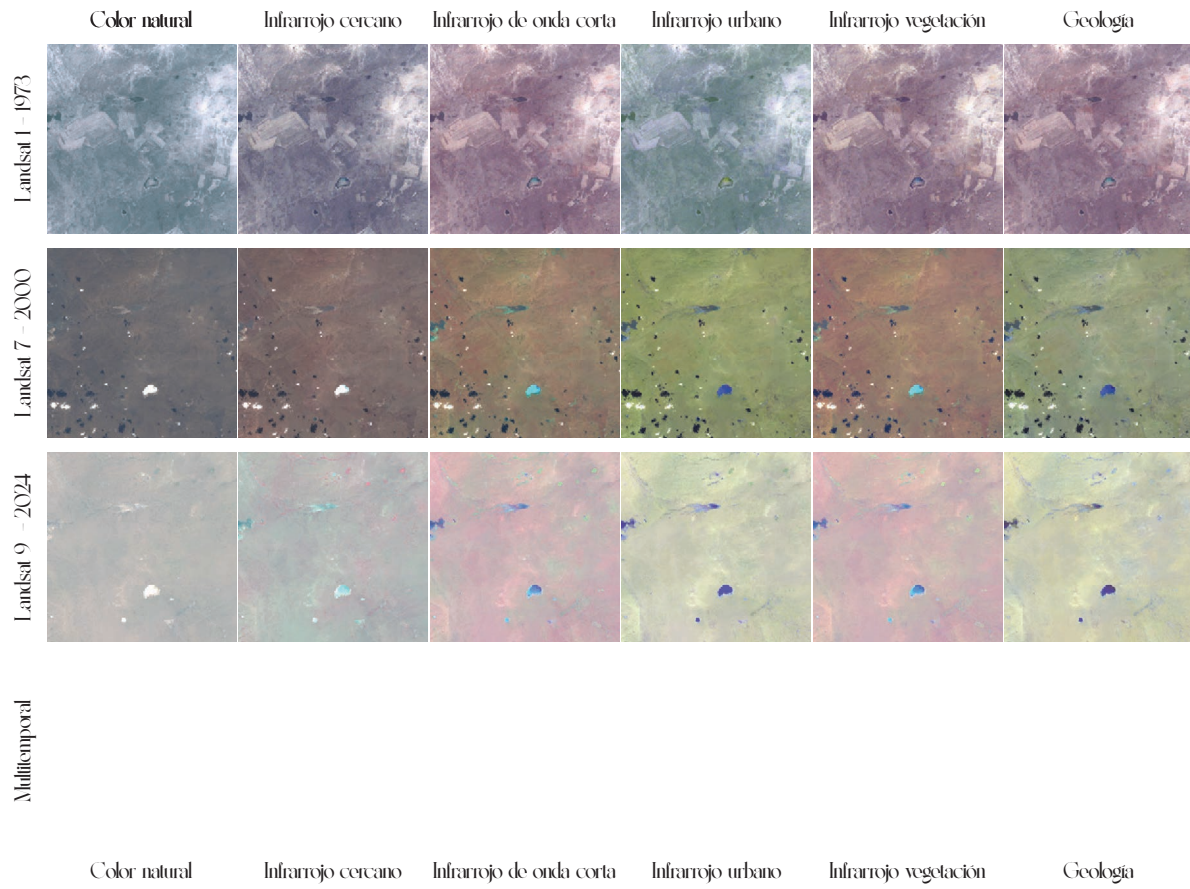 Color natural Infrarrojo cercano Infrarrojo de onda corta Infrarrojo urbano Infrarrojo vegetación Geología
Landsat 1 – 1973
Landsat 7 – 2000
Landsat 9 – 2024
Multitemporal
Color natural Infrarrojo cercano Infrarrojo de onda corta Infrarrojo urbano Infrarrojo vegetación Geología